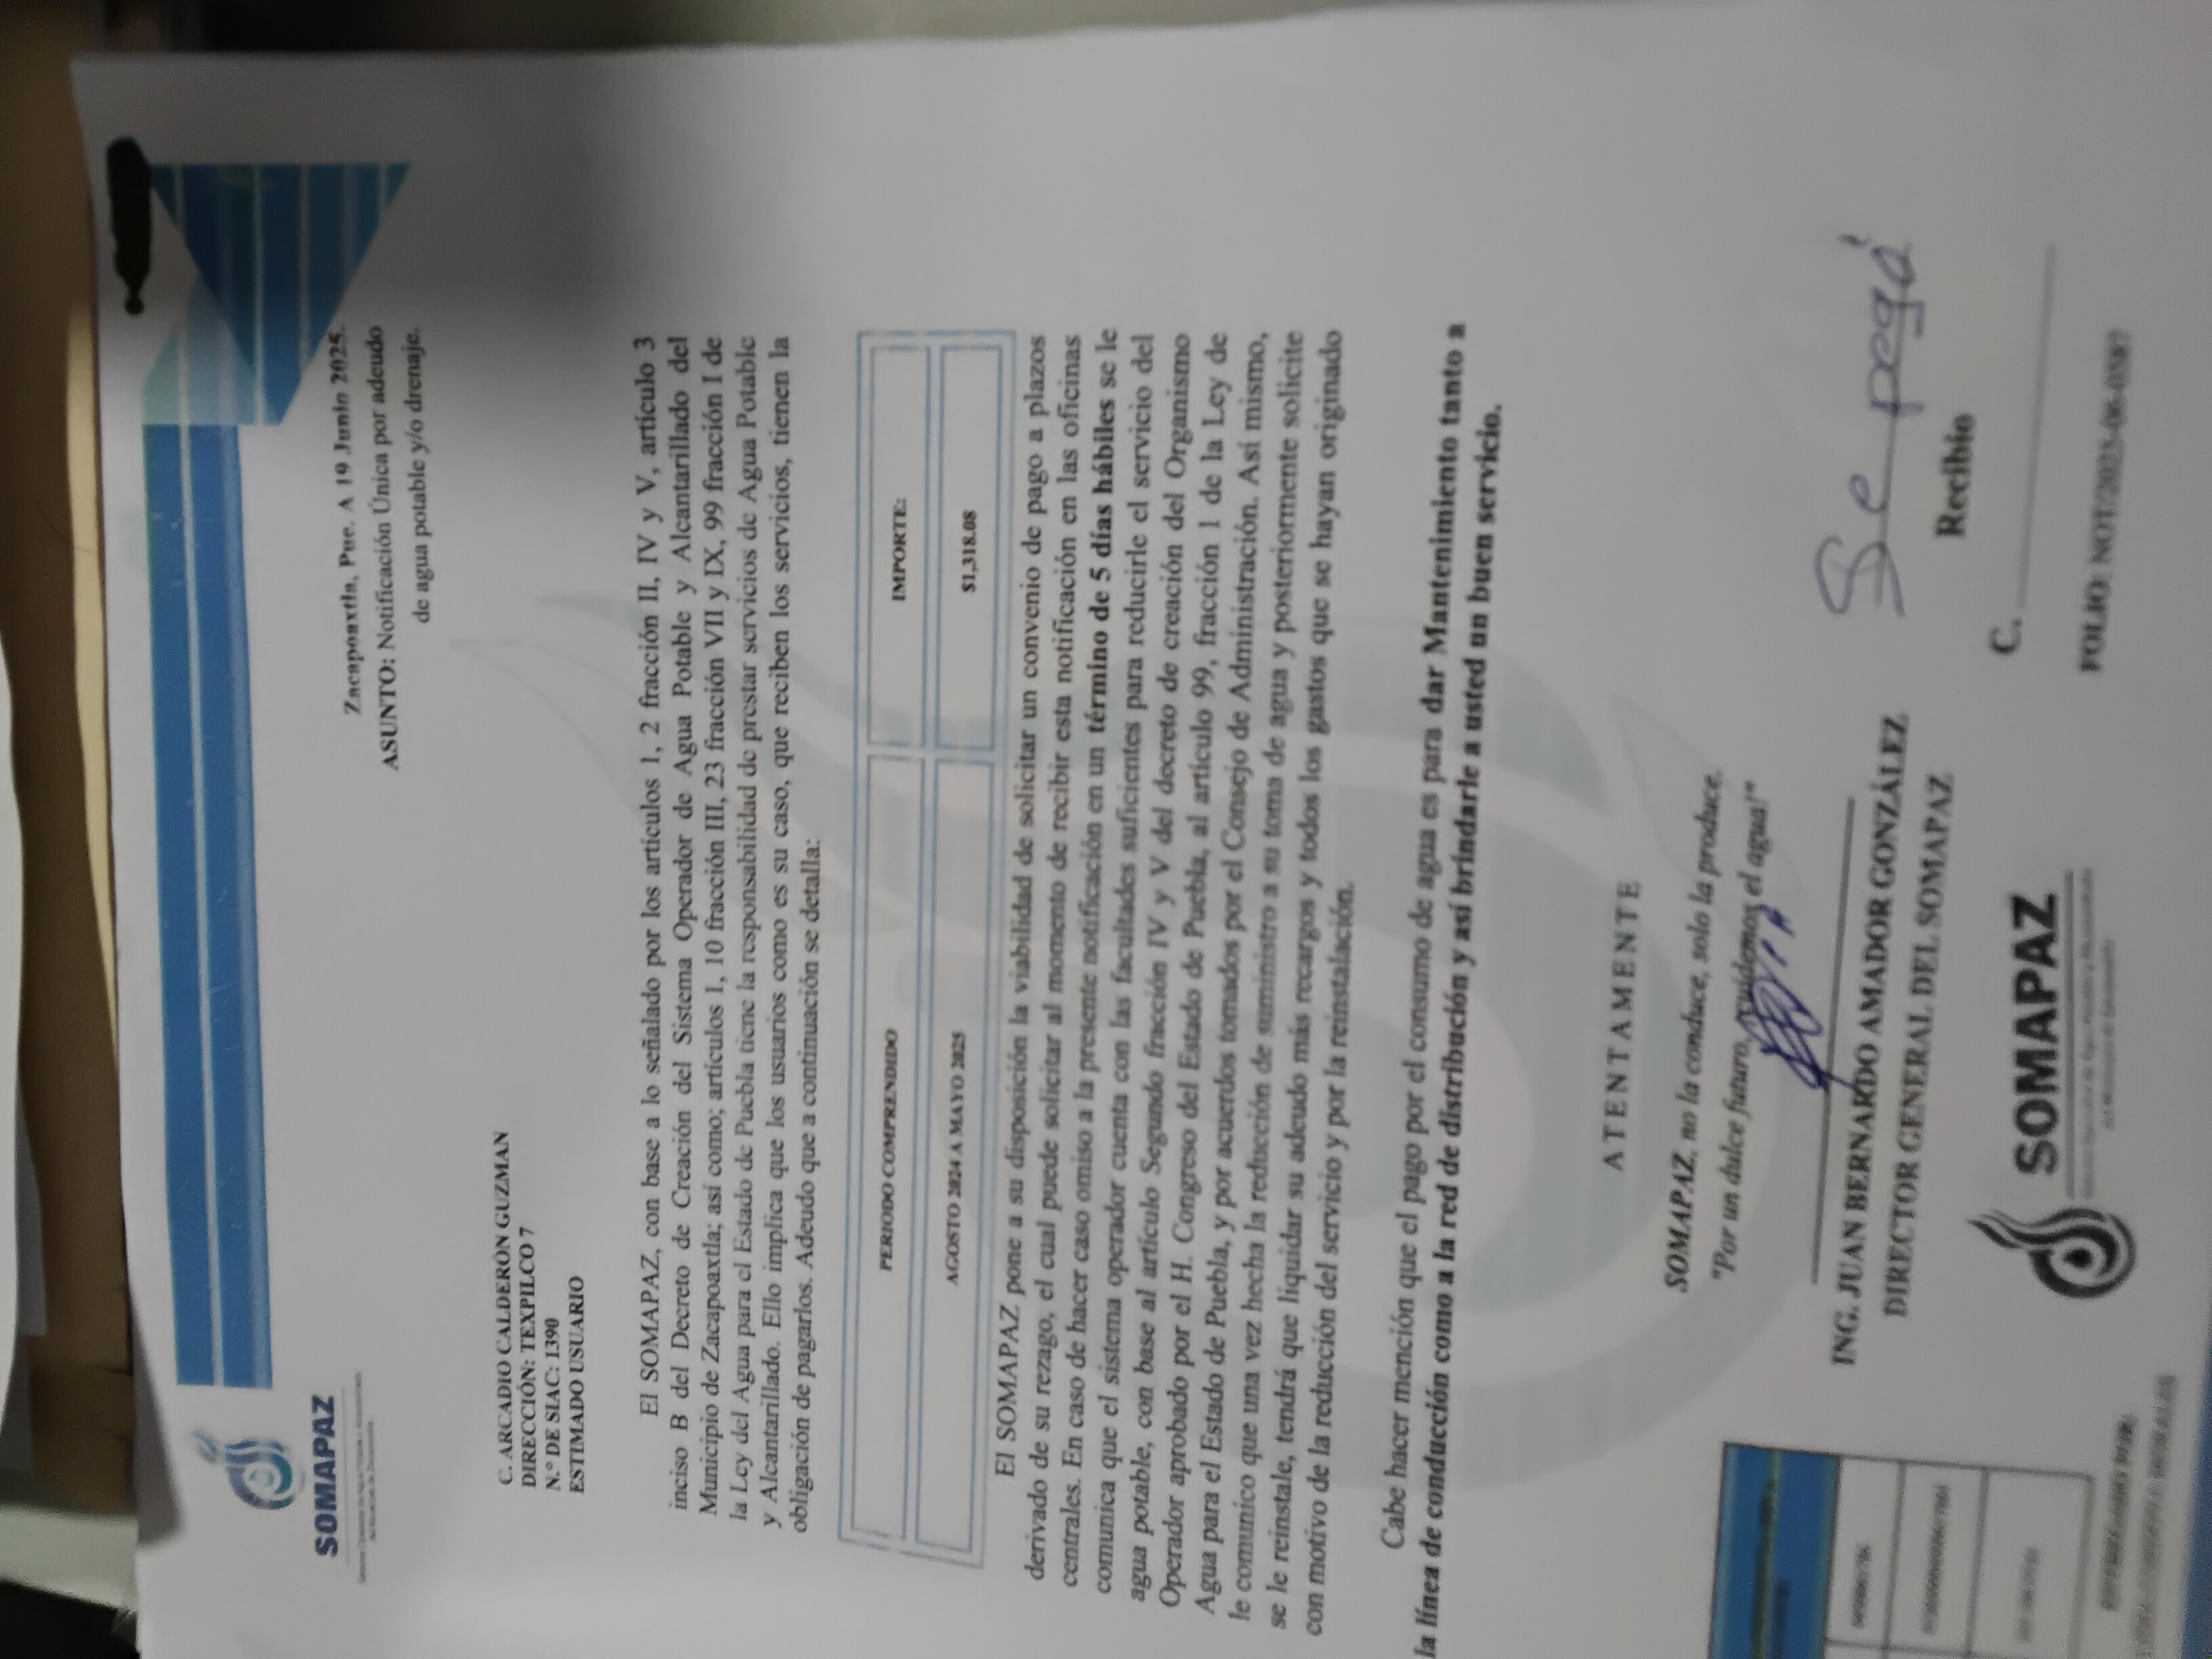 SOMAPAZ
Zacapoaxtla, Pue. A 19 Junio 2025.
ASUNTO: Notificación Única por adeudo
de agua potable y/o drenaje.
C. ARCADIO CALDERÓN GUZMAN
DIRECCIÓN: TEXPILCO 7
N.º DE SIAC: 1390
ESTIMADO USUARIO
El SOMAPAZ, con base a lo señalado por los artículos 1, 2 fracción II, IV y V, artículo 3
inciso B del Decreto de Creación del Sistema Operador de Agua Potable y Alcantarillado del
Municipio de Zacapoaxtla; así como; artículos 1, 10 fracción III, 23 fracción VII y IX, 99 fracción I de
la Ley del Agua para el Estado de Puebla tiene la responsabilidad de prestar servicios de Agua Potable
y Alcantarillado. Ello implica que los usuarios como es su caso, que reciben los servicios, tienen la
obligación de pagarlos. Adeudo que a continuación se detalla:
PERIODO COMPRENDIDO IMPORTE:
AGOSTO 2024 A MAYO 2025 $1,318.08
El SOMAPAZ pone a su disposición la viabilidad de solicitar un convenio de pago a plazos
derivado de su rezago, el cual puede solicitar al momento de recibir esta notificación en las oficinas
centrales. En caso de hacer caso omiso a la presente notificación en un término de 5 días hábiles se le
comunica que el sistema operador cuenta con las facultades suficientes para reducirle el servicio del
agua potable, con base al artículo Segundo fracción IV y V del decreto de creación del Organismo
Operador aprobado por el H. Congreso del Estado de Puebla, al artículo 99, fracción 1 de la Ley de
Agua para el Estado de Puebla, y por acuerdos tomados por el Consejo de Administración. Así mismo,
le comunico que una vez hecha la reducción de suministro a su toma de agua y posteriormente solicite
se le reinstale, tendrá que liquidar su adeudo más recargos y todos los gastos que se hayan originado
con motivo de la reducción del servicio y por la reinstalación.
Cabe hacer mención que el pago por el consumo de agua es para dar Mantenimiento tanto a
la línea de conducción como a la red de distribución y así brindarle a usted un buen servicio.
ATENTAMENTE
SOMAPAZ, no la conduce, solo la produce.
"Por un dulce futuro, ¡cuidemos el agua!"
ING. JUAN BERNARDO AMADOR GONZÁLEZ
DIRECTOR GENERAL DEL SOMAPAZ
Se pegó
Recibio
C.
SOMAPAZ
FOLIO: NOT/2025-06-0387
ENTREGADO POR: